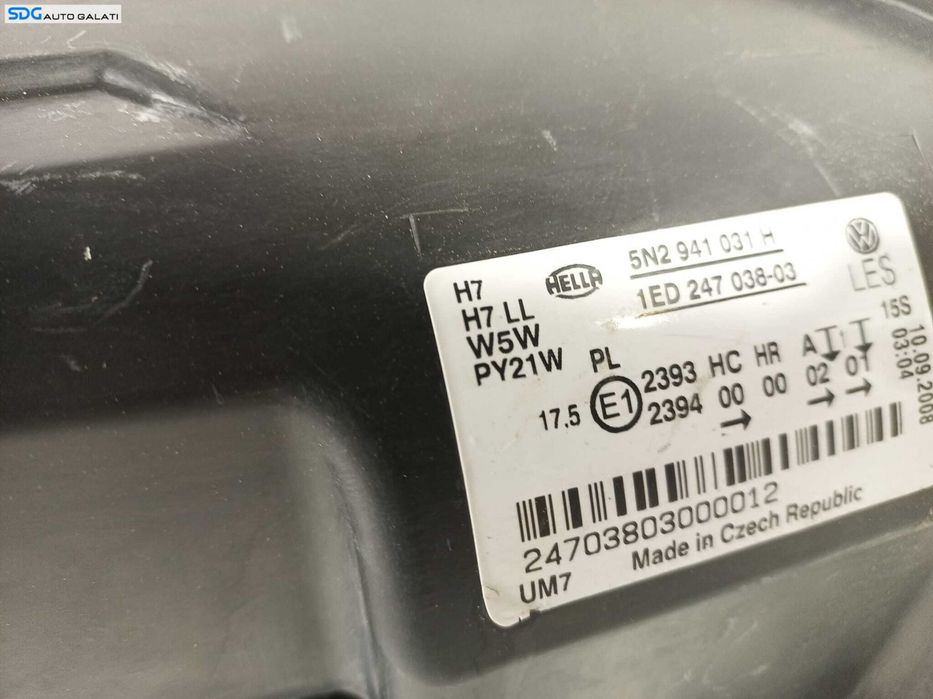 SDG AUTO GALATI
H7
H7 LL
W5W
PY21W
HELLA
5N2 941 031 H
1ED 247 038-03
VW
LES
15S
10.09.2008
03:04
PL
17,5
E1
2393
2394
HC HR A
00 00 02 01
24703803000012
UM7
Made in Czech Republic